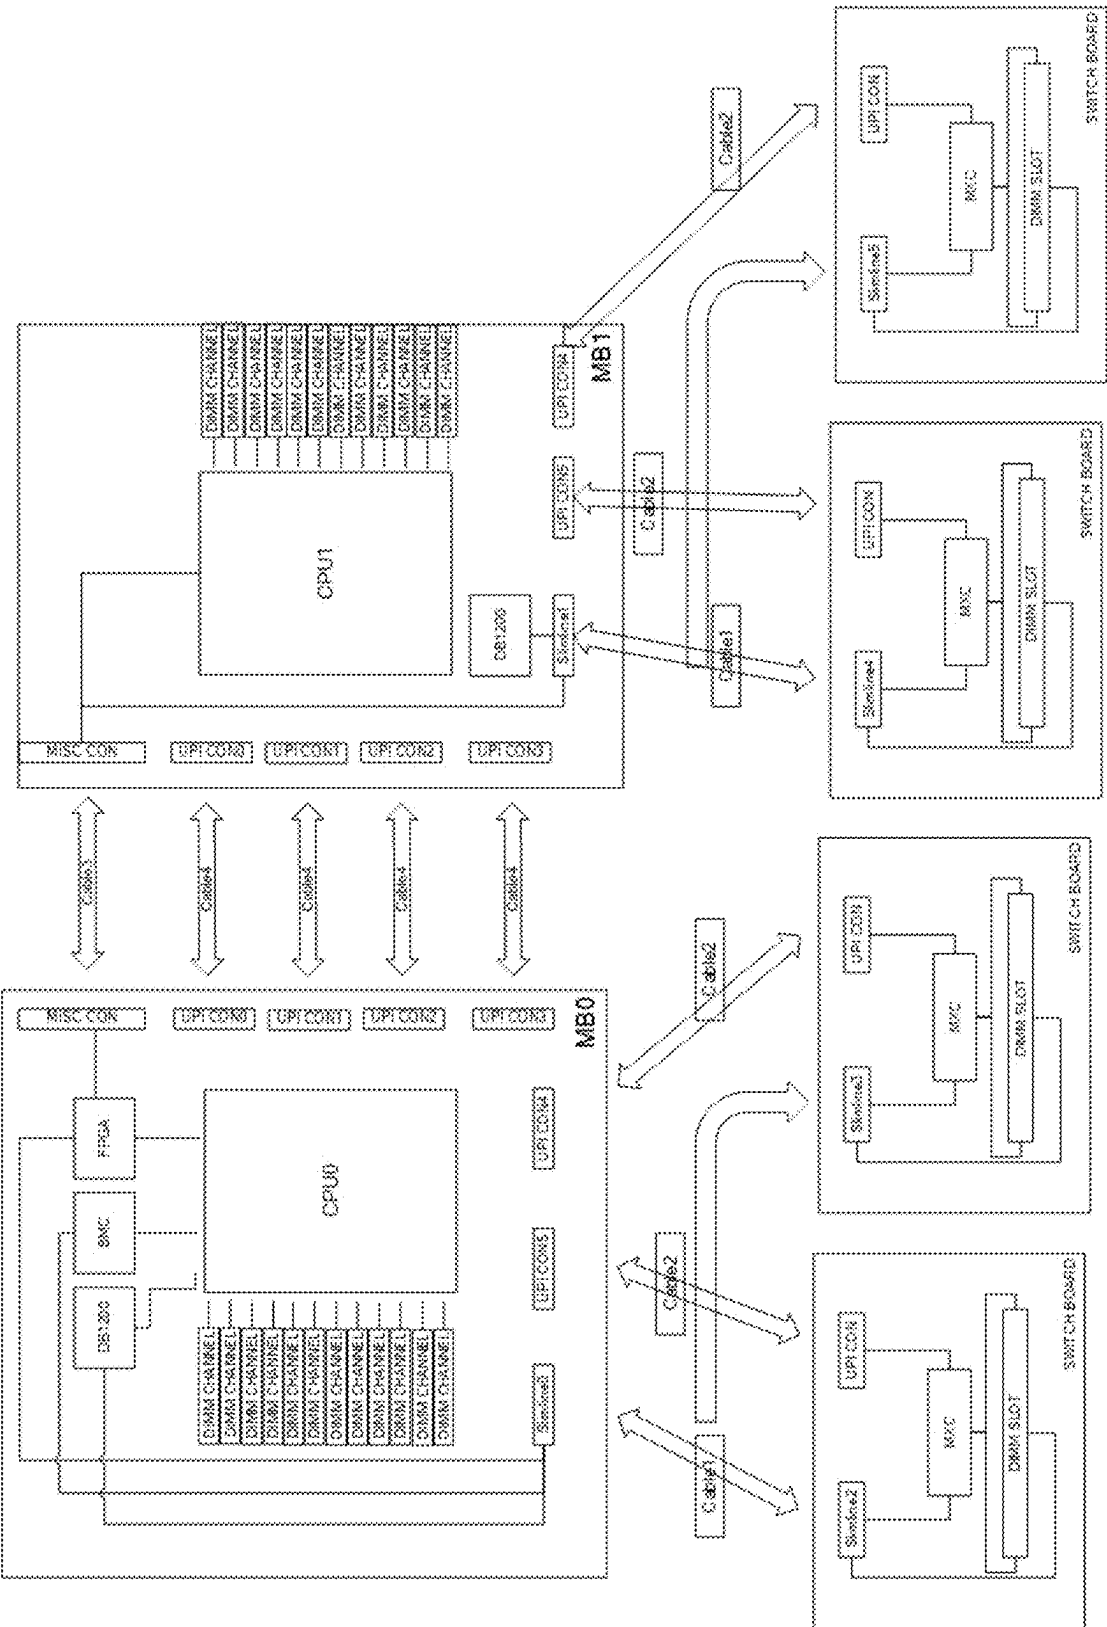 DB1200
BMC
FPGA
MISC CON
Cable3
MISC CON
DIMM CHANNEL
DIMM CHANNEL
DIMM CHANNEL
DIMM CHANNEL
DIMM CHANNEL
DIMM CHANNEL
DIMM CHANNEL
DIMM CHANNEL
DIMM CHANNEL
DIMM CHANNEL
DIMM CHANNEL
DIMM CHANNEL
CPU0
UPI CON0
UPI CON1
UPI CON2
UPI CON3
Cable4
Cable4
Cable4
Cable4
UPI CON0
UPI CON1
UPI CON2
UPI CON3
CPU1
DIMM CHANNEL
DIMM CHANNEL
DIMM CHANNEL
DIMM CHANNEL
DIMM CHANNEL
DIMM CHANNEL
DIMM CHANNEL
DIMM CHANNEL
DIMM CHANNEL
DIMM CHANNEL
DIMM CHANNEL
DIMM CHANNEL
DB1200
Slimline0
UPI CON5
UPI CON4
MB0
Slimline1
UPI CON5
UPI CON4
MB1
Cable1
Cable2
Cable2
Cable1
Cable2
Cable2
Slimline2
UPI CON
MXC
DIMM SLOT
SWITCH BOARD
Slimline3
UPI CON
MXC
DIMM SLOT
SWITCH BOARD
Slimline4
UPI CON
MXC
DIMM SLOT
SWITCH BOARD
Slimline5
UPI CON
MXC
DIMM SLOT
SWITCH BOARD